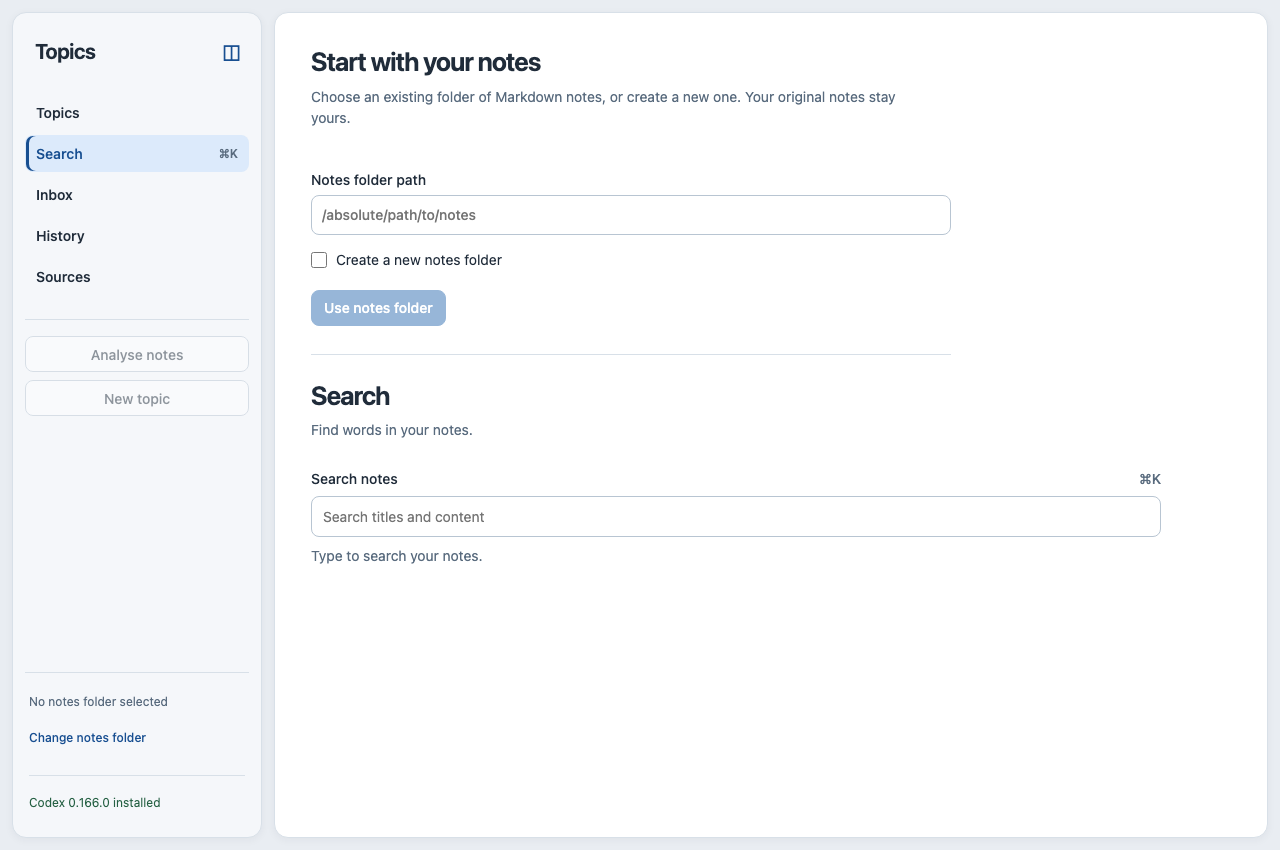 Topics
Topics
Search ⌘K
Inbox
History
Sources
Analyse notes
New topic
No notes folder selected
Change notes folder
Codex 0.166.0 installed
Start with your notes
Choose an existing folder of Markdown notes, or create a new one. Your original notes stay
yours.
Notes folder path
/absolute/path/to/notes
Create a new notes folder
Use notes folder
Search
Find words in your notes.
Search notes ⌘K
Search titles and content
Type to search your notes.